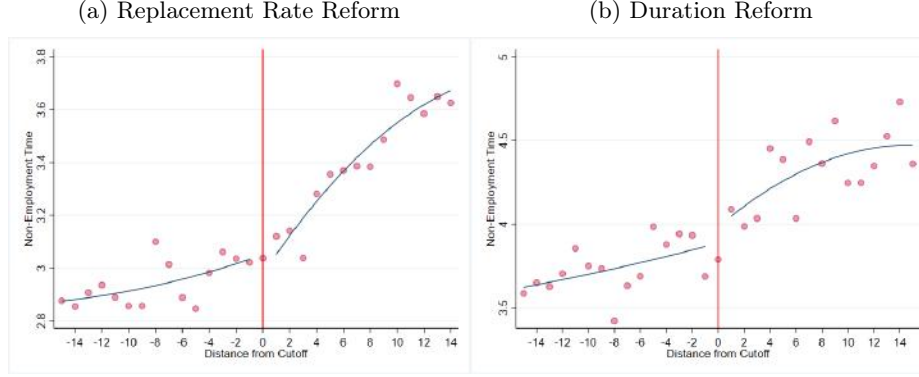 (a) Replacement Rate Reform
(b) Duration Reform
Non-Employment Time
3.8
3.6
3.4
3.2
3
2.8
-14 -12 -10 -8 -6 -4 -2 0 2 4 6 8 10 12 14
Distance from Cutoff
Non-Employment Time
5
4.5
4
3.5
-14 -12 -10 -8 -6 -4 -2 0 2 4 6 8 10 12 14
Distance from Cutoff